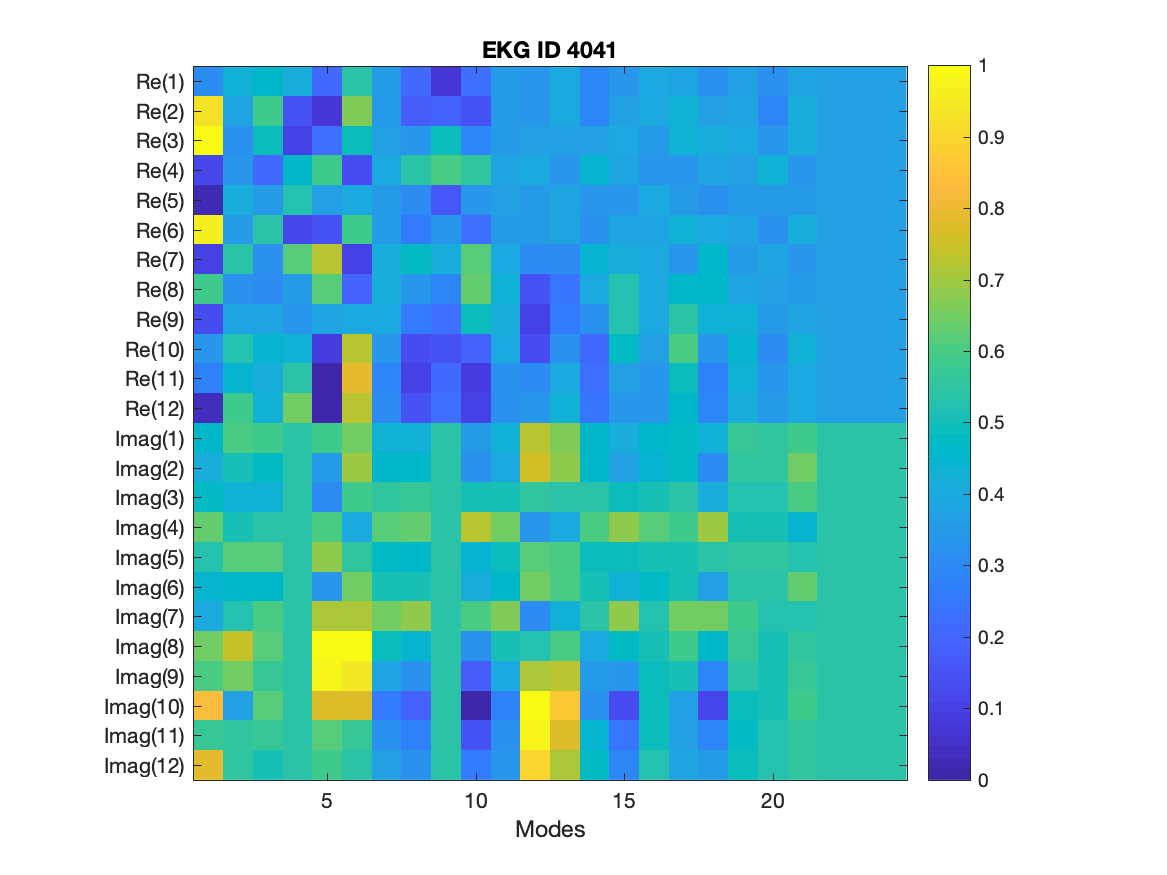 EKG ID 4041
Re(1)
Re(2)
Re(3)
Re(4)
Re(5)
Re(6)
Re(7)
Re(8)
Re(9)
Re(10)
Re(11)
Re(12)
Imag(1)
Imag(2)
Imag(3)
Imag(4)
Imag(5)
Imag(6)
Imag(7)
Imag(8)
Imag(9)
Imag(10)
Imag(11)
Imag(12)
5 10 15 20
Modes
1
0.9
0.8
0.7
0.6
0.5
0.4
0.3
0.2
0.1
0